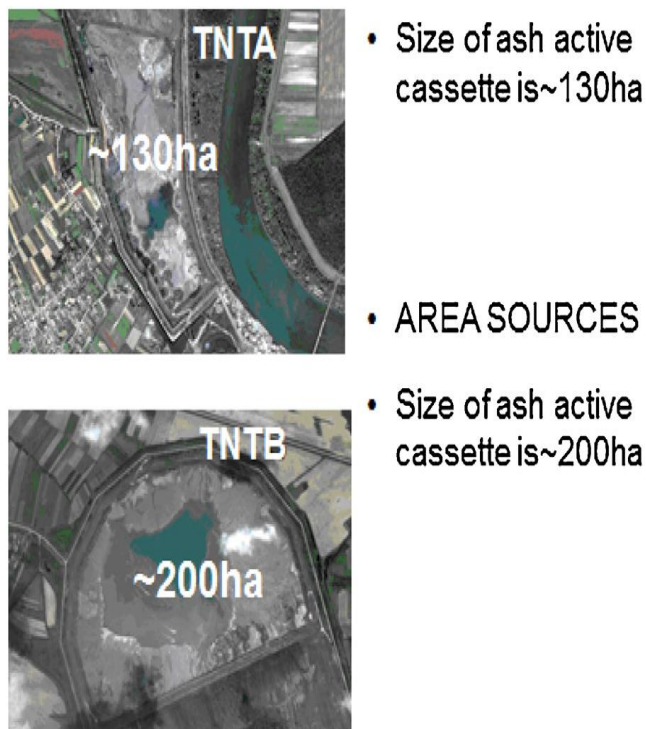 TNTA
~130ha
• Size of ash active
cassette is~130ha
• AREA SOURCES
TNTB
~200ha
• Size of ash active
cassette is~200ha